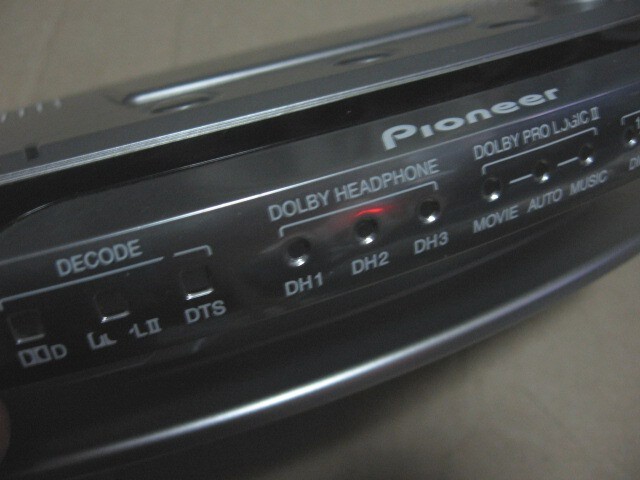 Pioneer
DOLBY PRO LOGIC II
MOVIE AUTO MUSIC
DOLBY HEADPHONE
DH1 DH2 DH3
DECODE
DTS